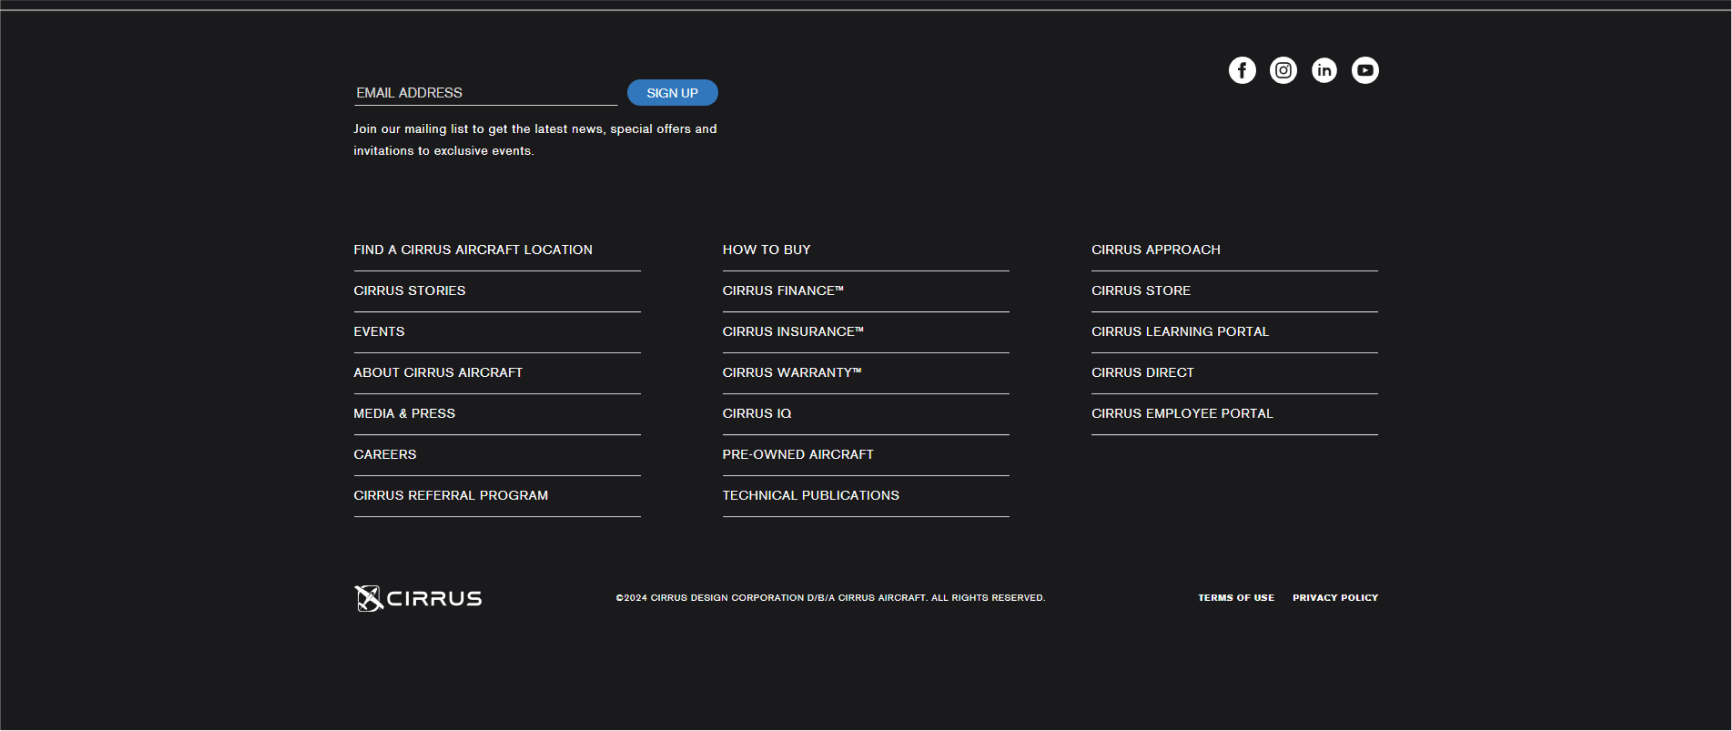 EMAIL ADDRESS
SIGN UP
Join our mailing list to get the latest news, special offers and
invitations to exclusive events.
FIND A CIRRUS AIRCRAFT LOCATION
CIRRUS STORIES
EVENTS
ABOUT CIRRUS AIRCRAFT
MEDIA & PRESS
CAREERS
CIRRUS REFERRAL PROGRAM
HOW TO BUY
CIRRUS FINANCE™
CIRRUS INSURANCE™
CIRRUS WARRANTY™
CIRRUS IQ
PRE-OWNED AIRCRAFT
TECHNICAL PUBLICATIONS
CIRRUS APPROACH
CIRRUS STORE
CIRRUS LEARNING PORTAL
CIRRUS DIRECT
CIRRUS EMPLOYEE PORTAL
CIRRUS
©2024 CIRRUS DESIGN CORPORATION D/B/A CIRRUS AIRCRAFT. ALL RIGHTS RESERVED.
TERMS OF USE
PRIVACY POLICY